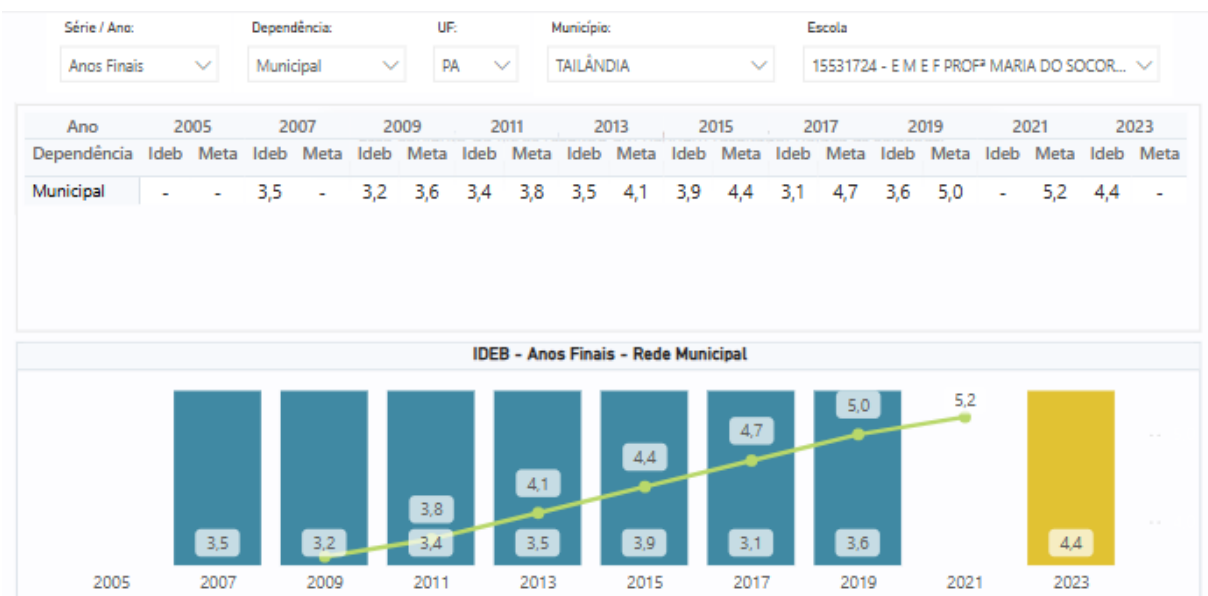 Série / Ano: Dependência: UF: Município: Escola
Anos Finais Municipal PA TAILÂNDIA 15531724 - E M E F PROFª MARIA DO SOCOR...
Ano 2005 2007 2009 2011 2013 2015 2017 2019 2021 2023
Dependência Ideb Meta Ideb Meta Ideb Meta Ideb Meta Ideb Meta Ideb Meta Ideb Meta Ideb Meta Ideb Meta Ideb Meta
Municipal - - 3,5 - 3,2 3,6 3,4 3,8 3,5 4,1 3,9 4,4 3,1 4,7 3,6 5,0 - 5,2 4,4 -
IDEB - Anos Finais - Rede Municipal
3,8 4,1 4,4 4,7 5,0 5,2
3,5 3,2 3,4 3,5 3,9 3,1 3,6 4,4
2005 2007 2009 2011 2013 2015 2017 2019 2021 2023